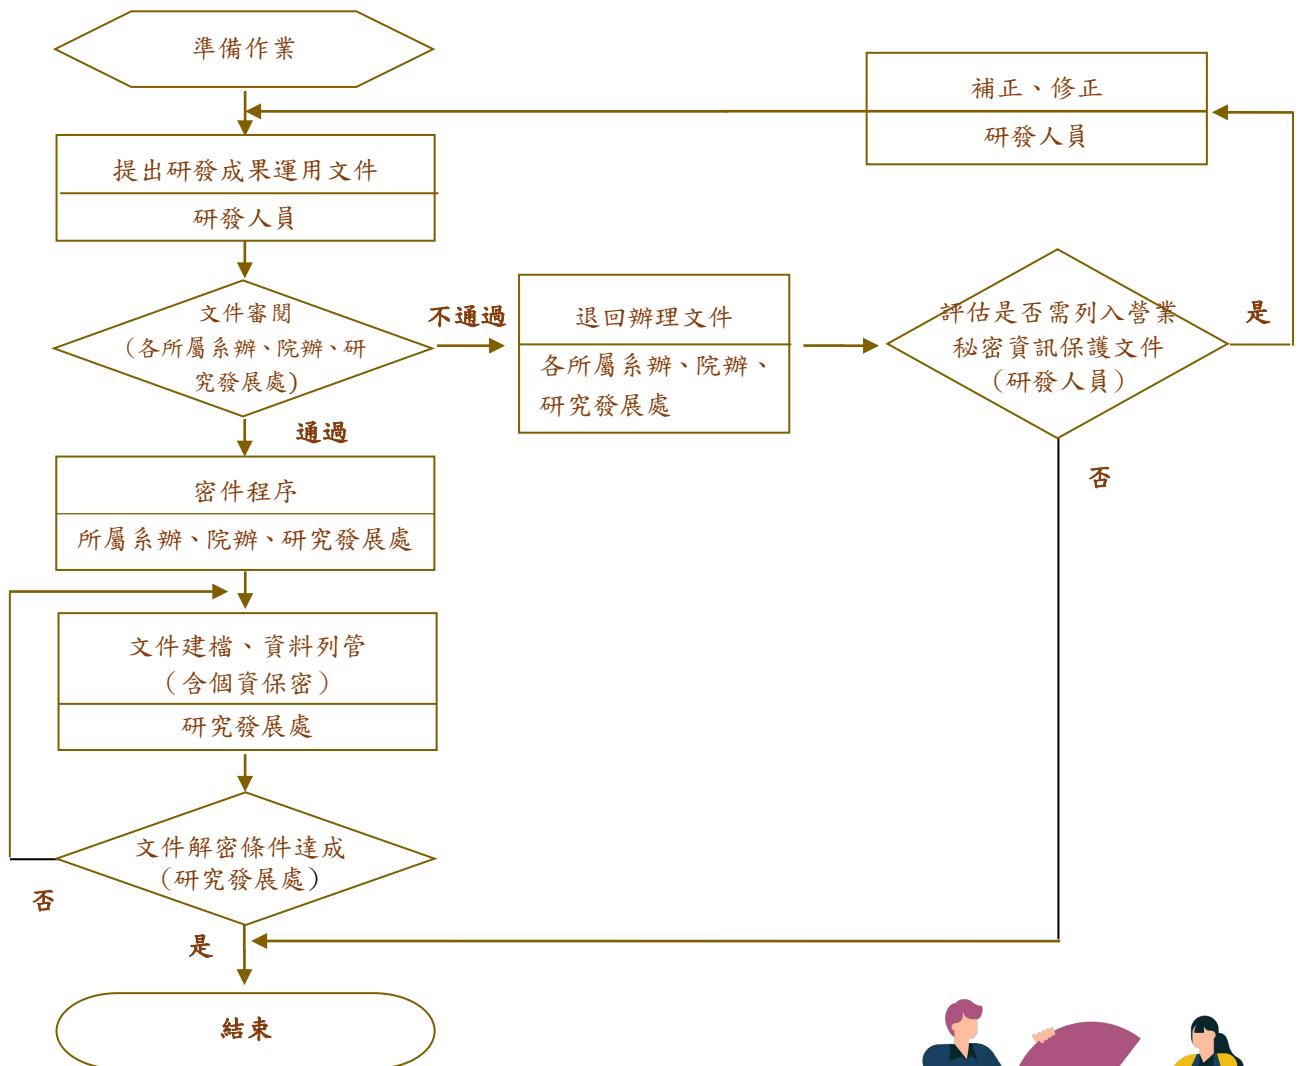 準備作業
補正、修正
研發人員
提出研發成果運用文件
研發人員
文件審閱
（各所屬系辦、院辦、研
究發展處)
不通過
退回辦理文件
各所屬系辦、院辦、
研究發展處
評估是否需列入營業
秘密資訊保護文件
（研發人員）
是
通過
否
密件程序
所屬系辦、院辦、研究發展處
文件建檔、資料列管
（含個資保密）
研究發展處
文件解密條件達成
（研究發展處）
否
是
結束